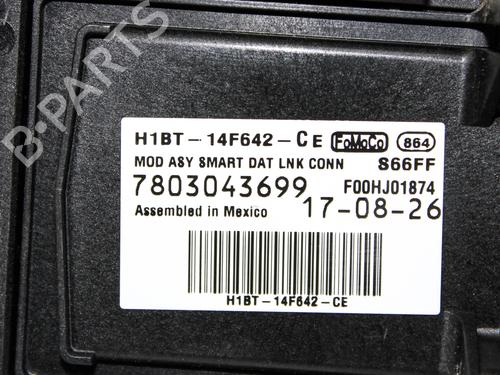 B-PARTS
H1BT-14F642-CE FoMoCo 864
MOD ASY SMART DAT LNK CONN S66FF
7803043699 F00HJ01874
Assembled in Mexico 17-08-26
H1BT-14F642-CE